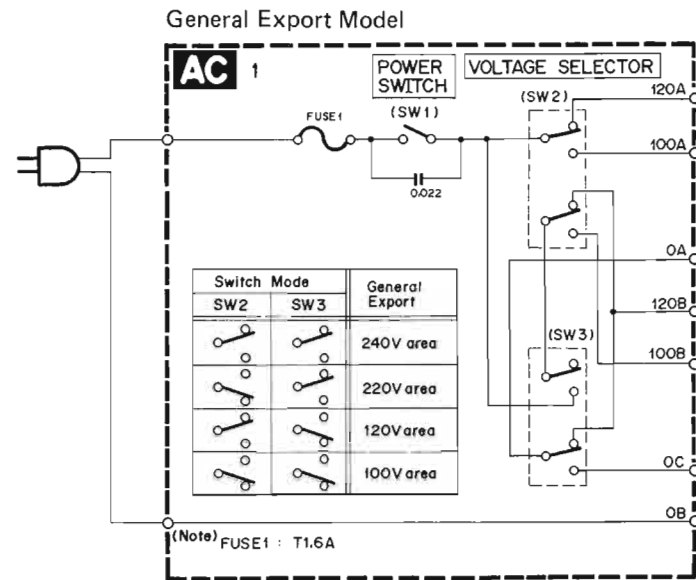 General Export Model
AC 1
POWER SWITCH
VOLTAGE SELECTOR
(SW1)
(SW2)
120A
FUSE1
100A
0.022
0A
Switch Mode
General Export
SW2
SW3
120B
(SW3)
240V area
100B
220V area
120V area
100V area
0C
0B
(Note) FUSE1 : T1.6A